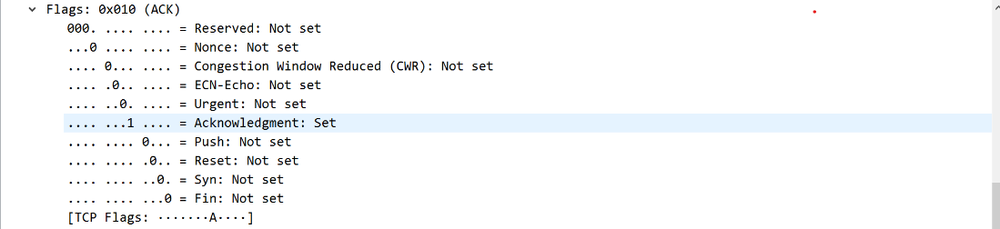 Flags: 0x010 (ACK)
000. .... .... = Reserved: Not set
...0 .... .... = Nonce: Not set
.... 0... .... = Congestion Window Reduced (CWR): Not set
.... .0.. .... = ECN-Echo: Not set
.... ..0. .... = Urgent: Not set
.... ...1 .... = Acknowledgment: Set
.... .... 0... = Push: Not set
.... .... .0.. = Reset: Not set
.... .... ..0. = Syn: Not set
.... .... ...0 = Fin: Not set
[TCP Flags: ·······A····]